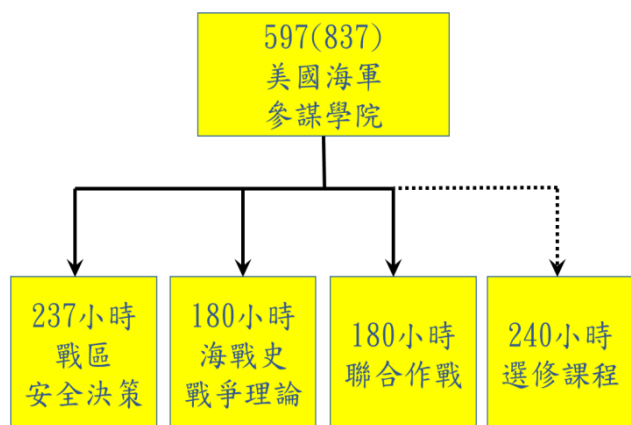 597(837)
美國海軍
參謀學院
237小時
戰區
安全決策
180小時
海戰史
戰爭理論
180小時
聯合作戰
240小時
選修課程